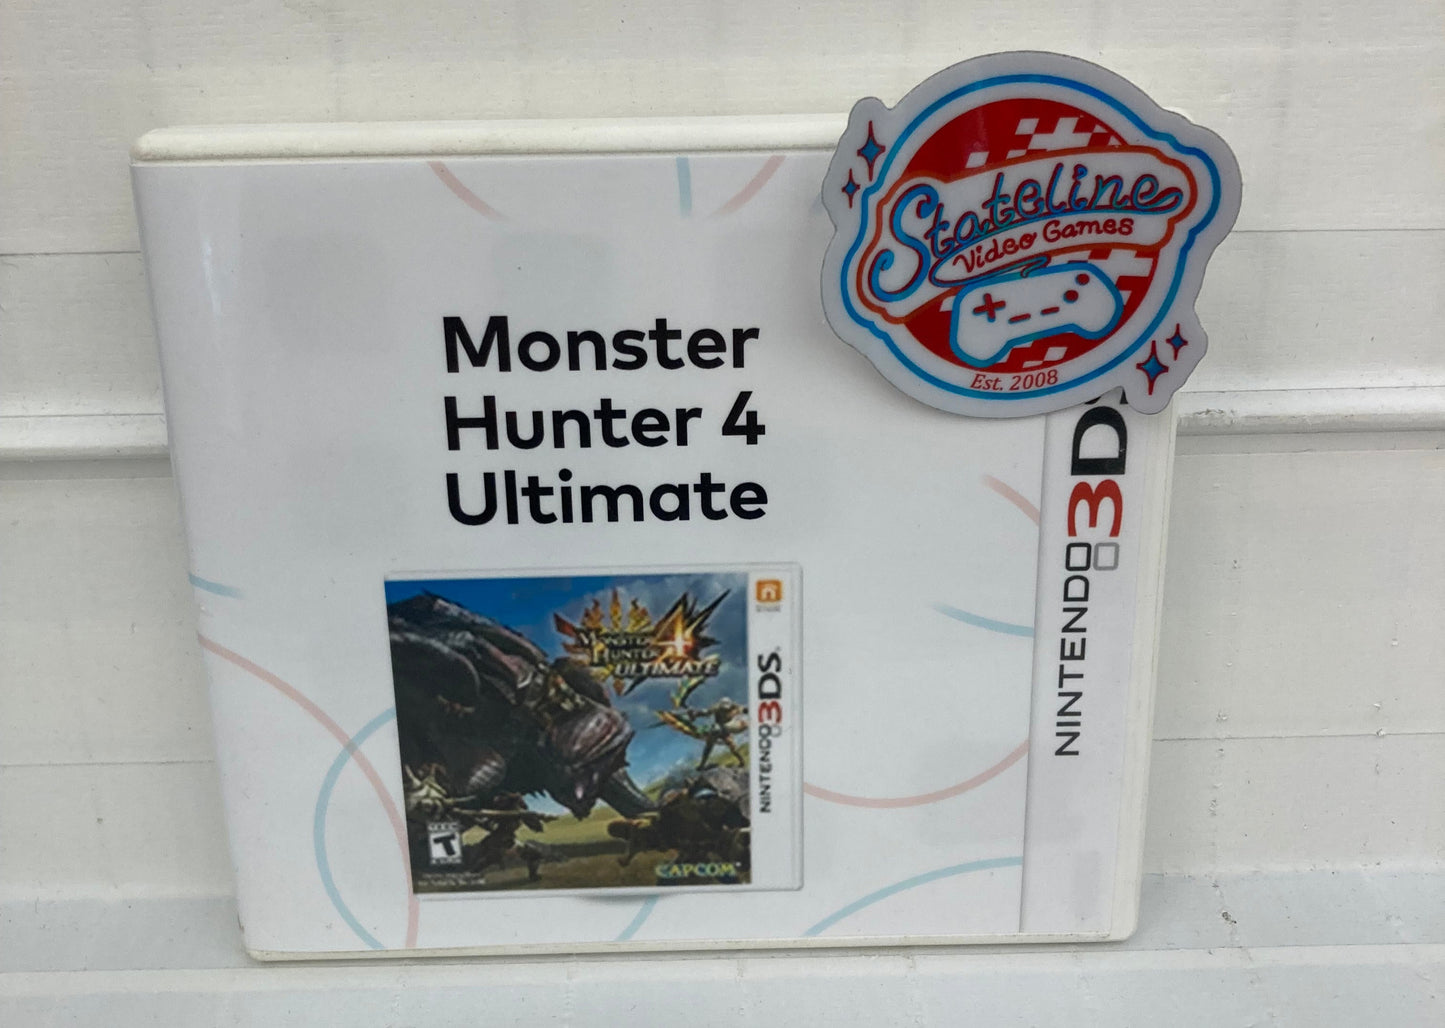 Stateline
Video Games
Est. 2008
Monster
Hunter 4
Ultimate
NINTENDO 3DS
MONSTER 4
HUNTER
ULTIMATE
NINTENDO 3DS
T
CAPCOM